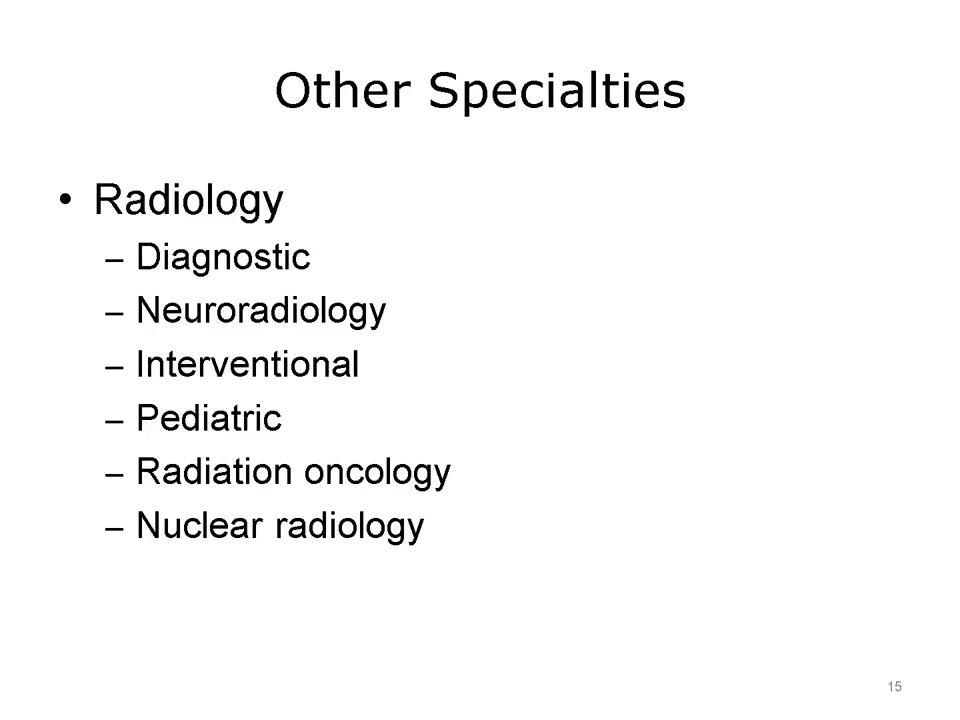 Other Specialties
• Radiology
– Diagnostic
– Neuroradiology
– Interventional
– Pediatric
– Radiation oncology
– Nuclear radiology
15